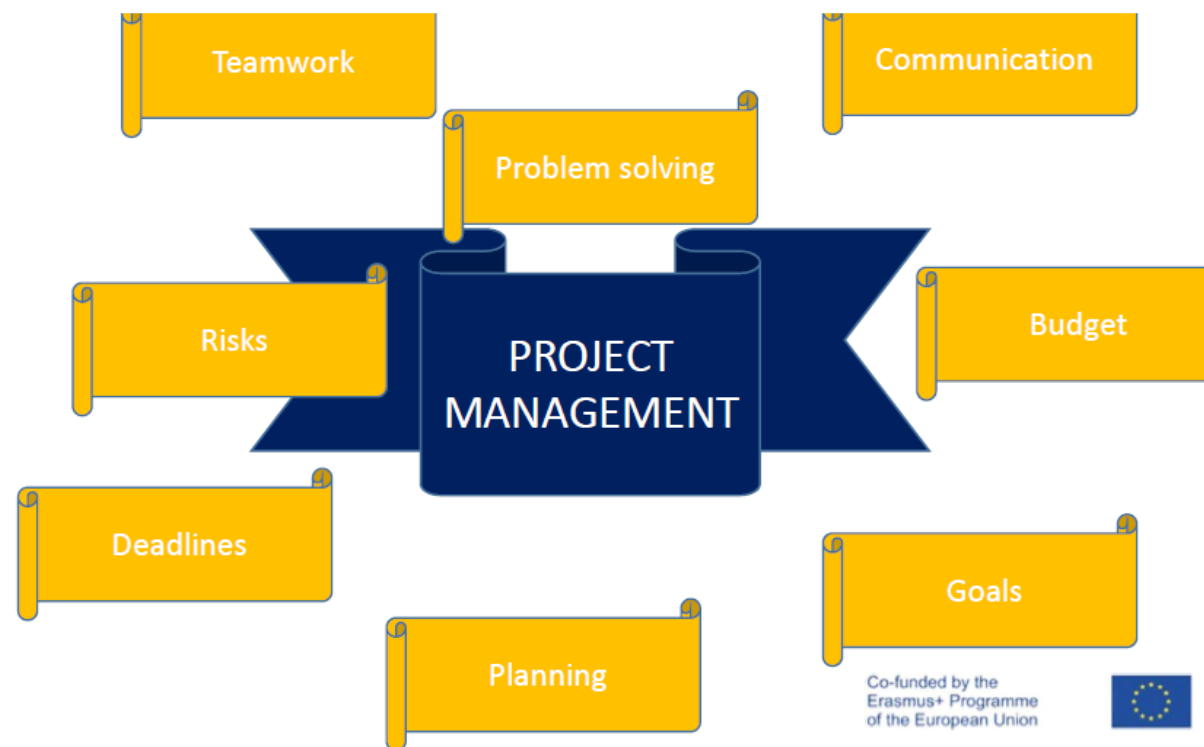 Teamwork
Communication
Problem solving
Risks
PROJECT
MANAGEMENT
Budget
Deadlines
Goals
Planning
Co-funded by the
Erasmus+ Programme
of the European Union